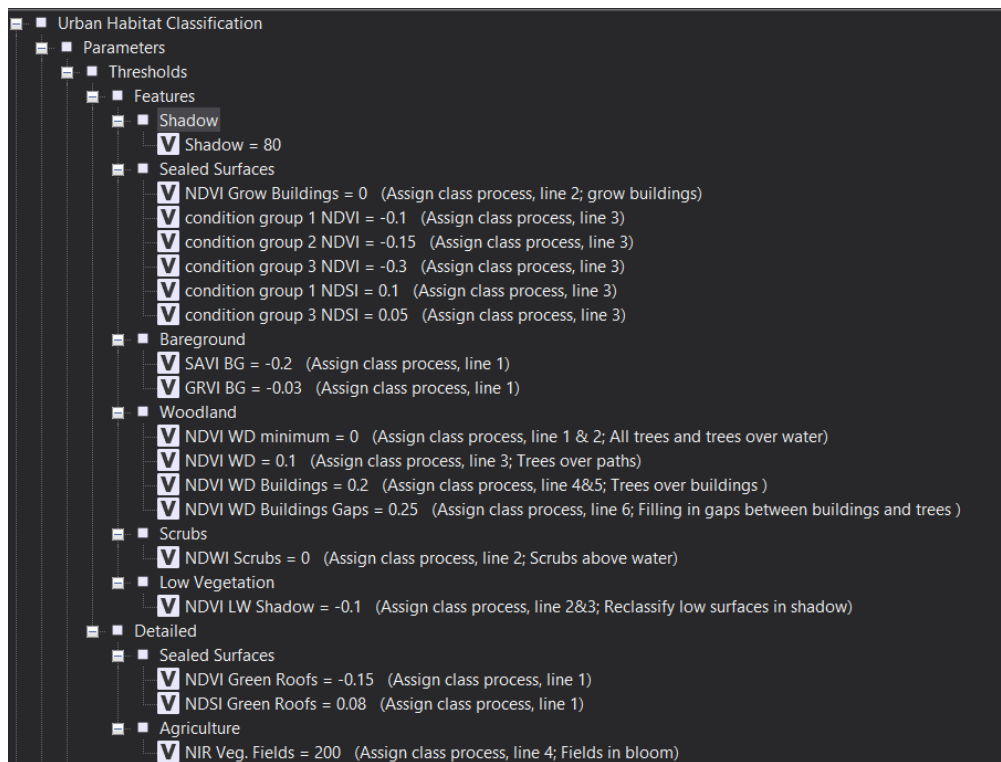 Urban Habitat Classification
Parameters
Thresholds
Features
Shadow
V Shadow = 80
Sealed Surfaces
V NDVI Grow Buildings = 0 (Assign class process, line 2; grow buildings)
V condition group 1 NDVI = -0.1 (Assign class process, line 3)
V condition group 2 NDVI = -0.15 (Assign class process, line 3)
V condition group 3 NDVI = -0.3 (Assign class process, line 3)
V condition group 1 NDSI = 0.1 (Assign class process, line 3)
V condition group 3 NDSI = 0.05 (Assign class process, line 3)
Bareground
V SAVI BG = -0.2 (Assign class process, line 1)
V GRVI BG = -0.03 (Assign class process, line 1)
Woodland
V NDVI WD minimum = 0 (Assign class process, line 1 & 2; All trees and trees over water)
V NDVI WD = 0.1 (Assign class process, line 3; Trees over paths)
V NDVI WD Buildings = 0.2 (Assign class process, line 4&5; Trees over buildings )
V NDVI WD Buildings Gaps = 0.25 (Assign class process, line 6; Filling in gaps between buildings and trees )
Scrubs
V NDWI Scrubs = 0 (Assign class process, line 2; Scrubs above water)
Low Vegetation
V NDVI LW Shadow = -0.1 (Assign class process, line 2&3; Reclassify low surfaces in shadow)
Detailed
Sealed Surfaces
V NDVI Green Roofs = -0.15 (Assign class process, line 1)
V NDSI Green Roofs = 0.08 (Assign class process, line 1)
Agriculture
V NIR Veg. Fields = 200 (Assign class process, line 4; Fields in bloom)